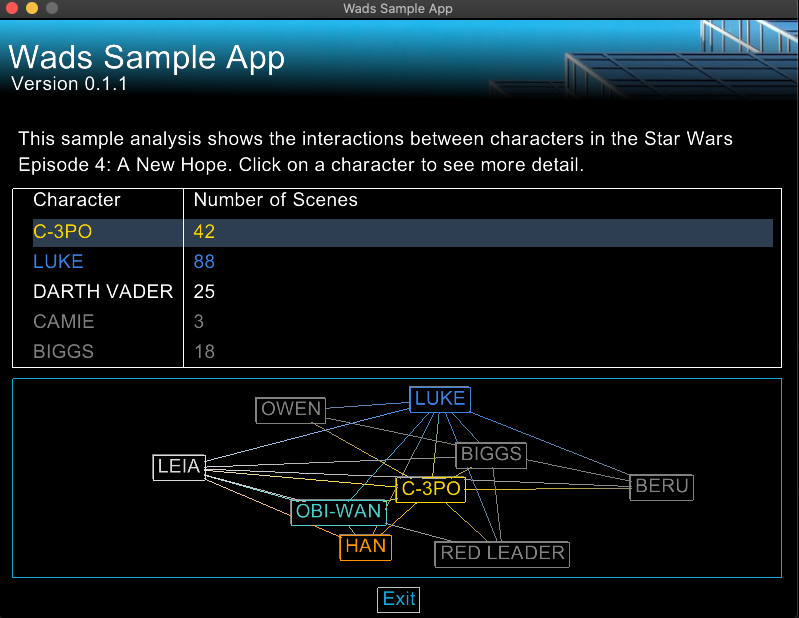 Wads Sample App
Wads Sample App
Version 0.1.1
This sample analysis shows the interactions between characters in the Star Wars
Episode 4: A New Hope. Click on a character to see more detail.
Character Number of Scenes
C-3PO 42
LUKE 88
DARTH VADER 25
CAMIE 3
BIGGS 18
LUKE
OWEN
BIGGS
LEIA
C-3PO
BERU
OBI-WAN
HAN
RED LEADER
Exit